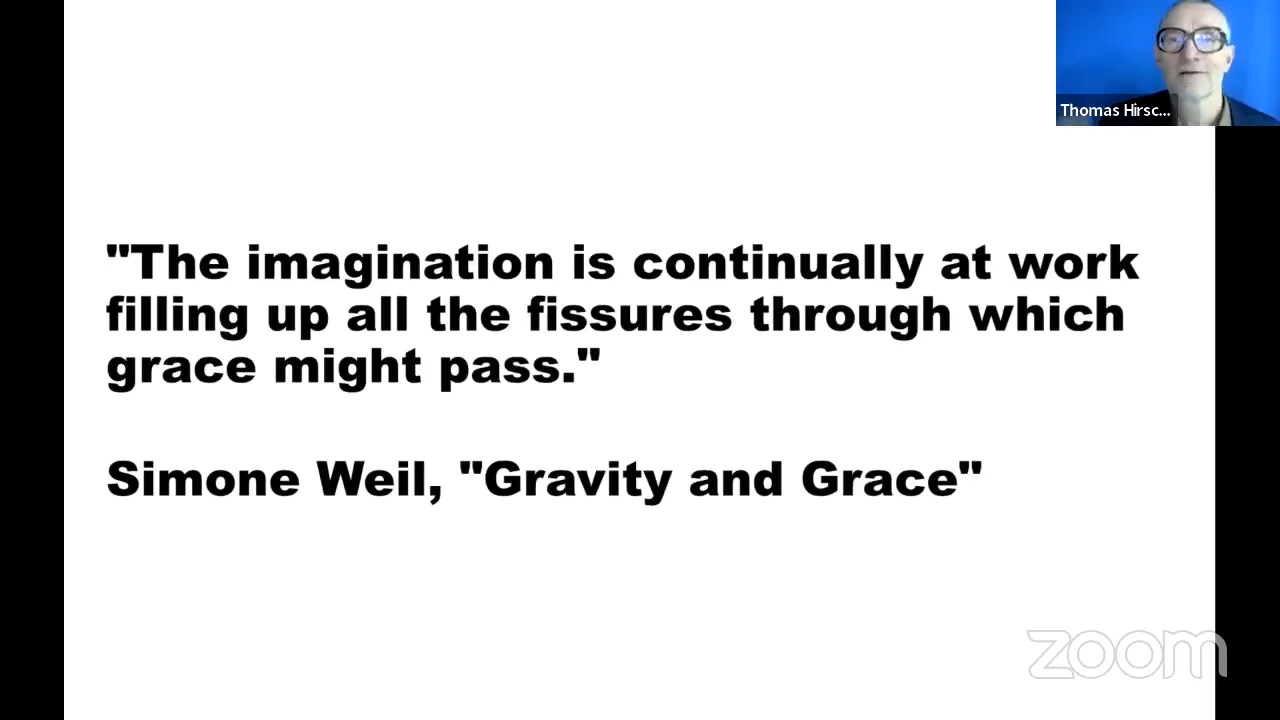 Thomas Hirsc...
"The imagination is continually at work
filling up all the fissures through which
grace might pass."
Simone Weil, "Gravity and Grace"
zoom